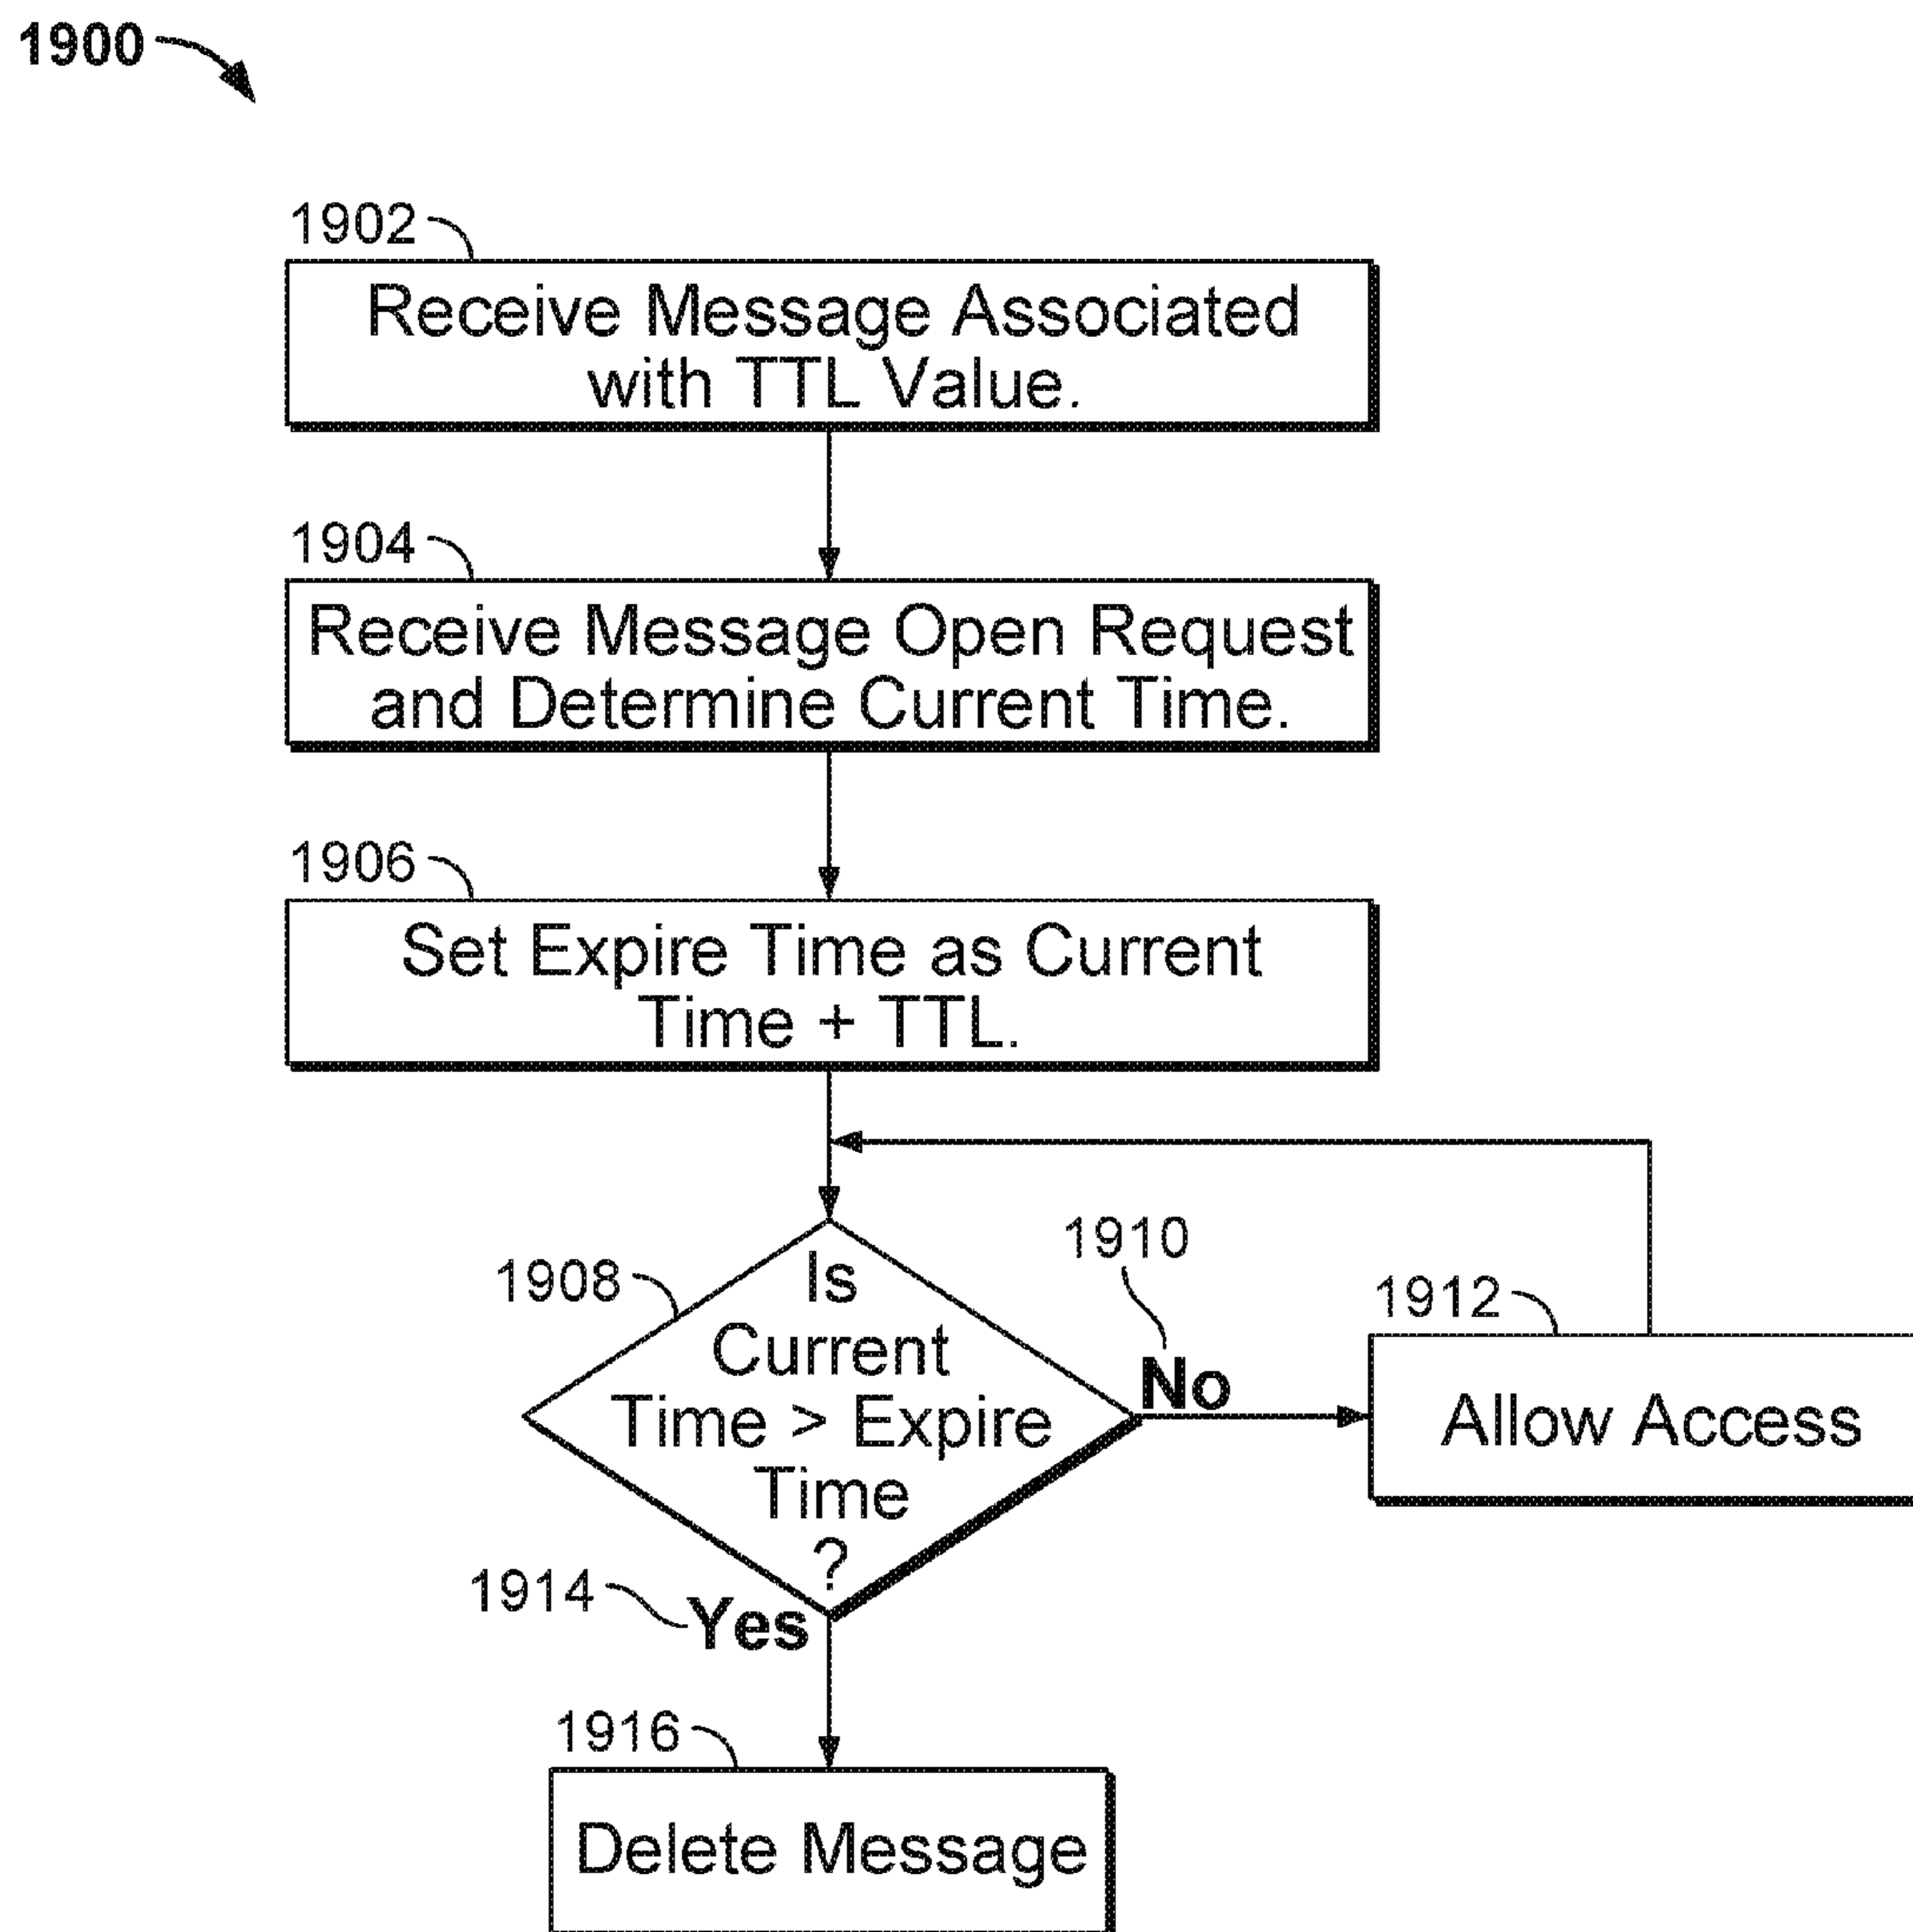 1900
1902
Receive Message Associated
with TTL Value.
1904
Receive Message Open Request
and Determine Current Time.
1906
Set Expire Time as Current
Time + TTL.
1908
Is
Current
Time > Expire
Time
?
1910
No
1912
Allow Access
1914
Yes
1916
Delete Message